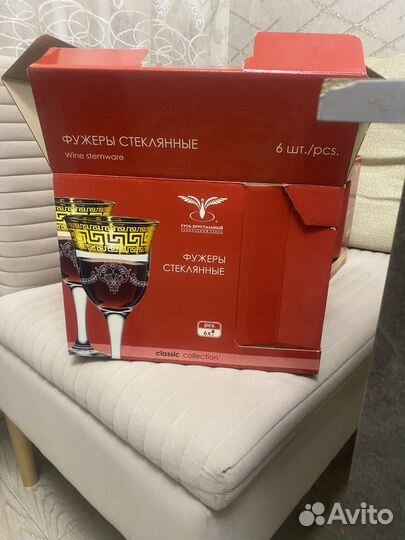 ФУЖЕРЫ СТЕКЛЯННЫЕ
Wine stemware
6 шт./pcs.
ГУСЬ-ХРУСТАЛЬНЫЙ
ФУЖЕРЫ
СТЕКЛЯННЫЕ
pcs.
6x
classic collection
Avito